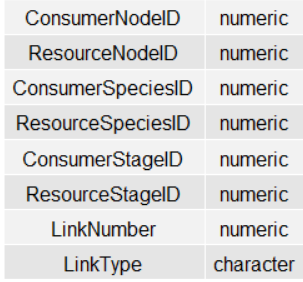 ConsumerNodeID numeric
ResourceNodeID numeric
ConsumerSpeciesID numeric
ResourceSpeciesID numeric
ConsumerStageID numeric
ResourceStageID numeric
LinkNumber numeric
LinkType character